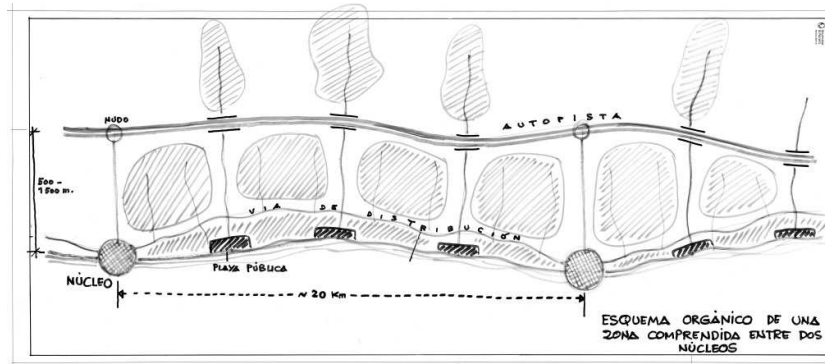 NUDO
AUTOPISTA
500 -
1500 m.
VIA DE DISTRIBUCIÓN
NÚCLEO
PLAYA PÚBLICA
~ 20 Km
ESQUEMA ORGÁNICO DE UNA
ZONA COMPRENDIDA ENTRE DOS
NÚCLEOS